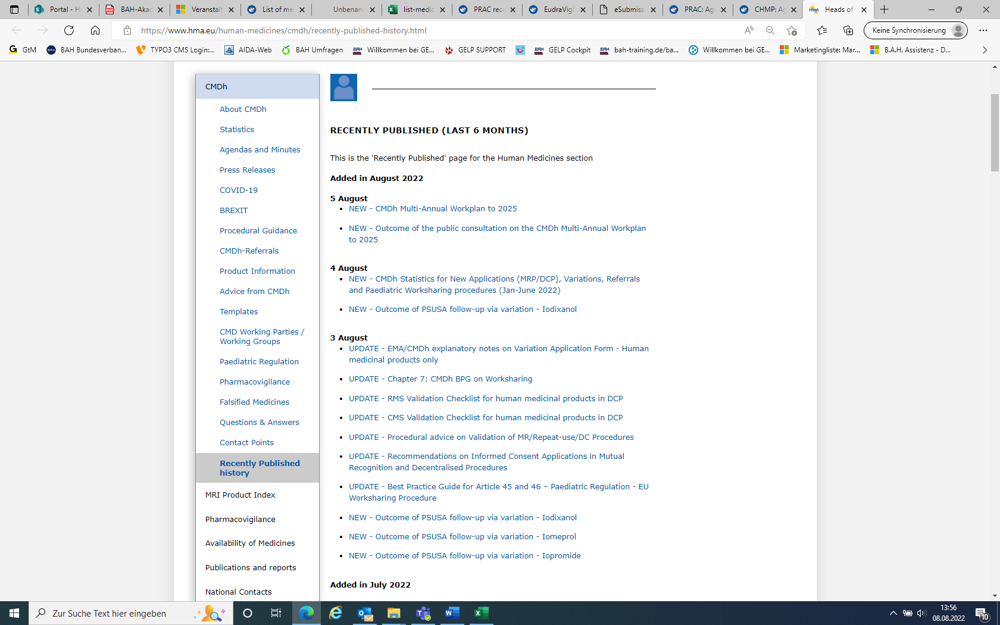 Portal - H
BAH-Akac
Veranstalt
List of me
Unbenann
list-medic
PRAC reco
EudraVigi
eSubmiss
PRAC: Ag
CHMP: Ag
Heads of
https://www.hma.eu/human-medicines/cmdh/recently-published-history.html
Keine Synchronisierung
GtM
BAH Bundesverban...
TYPO3 CMS Login:...
AIDA-Web
BAH Umfragen
Willkommen bei GE...
GELP SUPPORT
GELP Cockpit
bah-training.de/ba...
Willkommen bei GE...
Marketingliste: Mar...
B.A.H. Assistenz - D...
CMDh
About CMDh
Statistics
Agendas and Minutes
Press Releases
COVID-19
BREXIT
Procedural Guidance
CMDh-Referrals
Product Information
Advice from CMDh
Templates
CMD Working Parties /
Working Groups
Paediatric Regulation
Pharmacovigilance
Falsified Medicines
Questions & Answers
Contact Points
Recently Published
history
MRI Product Index
Pharmacovigilance
Availability of Medicines
Publications and reports
National Contacts
RECENTLY PUBLISHED (LAST 6 MONTHS)
This is the 'Recently Published' page for the Human Medicines section
Added in August 2022
5 August
• NEW - CMDh Multi-Annual Workplan to 2025
• NEW - Outcome of the public consultation on the CMDh Multi-Annual Workplan
to 2025
4 August
• NEW - CMDh Statistics for New Applications (MRP/DCP), Variations, Referrals
and Paediatric Worksharing procedures (Jan-June 2022)
• NEW - Outcome of PSUSA follow-up via variation - Iodixanol
3 August
• UPDATE - EMA/CMDh explanatory notes on Variation Application Form - Human
medicinal products only
• UPDATE - Chapter 7: CMDh BPG on Worksharing
• UPDATE - RMS Validation Checklist for human medicinal products in DCP
• UPDATE - CMS Validation Checklist for human medicinal products in DCP
• UPDATE - Procedural advice on Validation of MR/Repeat-use/DC Procedures
• UPDATE - Recommendations on Informed Consent Applications in Mutual
Recognition and Decentralised Procedures
• UPDATE - Best Practice Guide for Article 45 and 46 – Paediatric Regulation - EU
Worksharing Procedure
• NEW - Outcome of PSUSA follow-up via variation - Iodixanol
• NEW - Outcome of PSUSA follow-up via variation - Iomeprol
• NEW - Outcome of PSUSA follow-up via variation - Iopromide
Added in July 2022
Zur Suche Text hier eingeben
13:56
08.08.2022
10